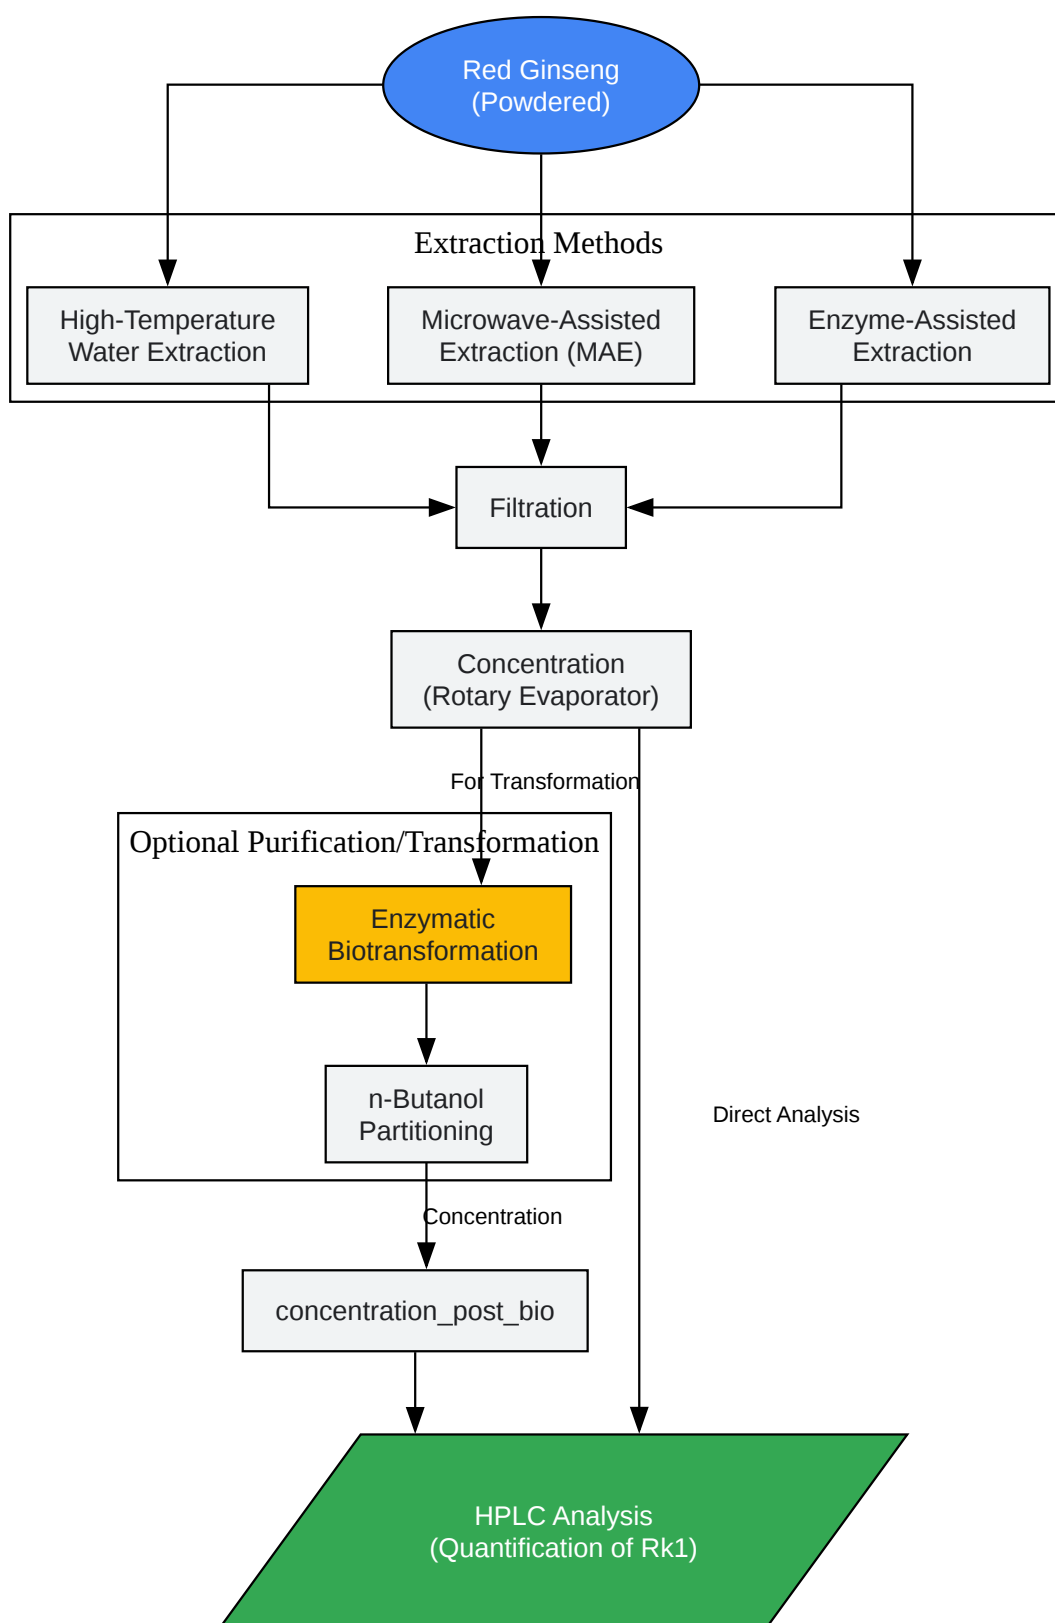 Red Ginseng
(Powdered)
Extraction Methods
High-Temperature
Water Extraction
Microwave-Assisted
Extraction (MAE)
Enzyme-Assisted
Extraction
Filtration
Concentration
(Rotary Evaporator)
For Transformation
Optional Purification/Transformation
Enzymatic
Biotransformation
n-Butanol
Partitioning
Direct Analysis
Concentration
concentration_post_bio
HPLC Analysis
(Quantification of Rk1)